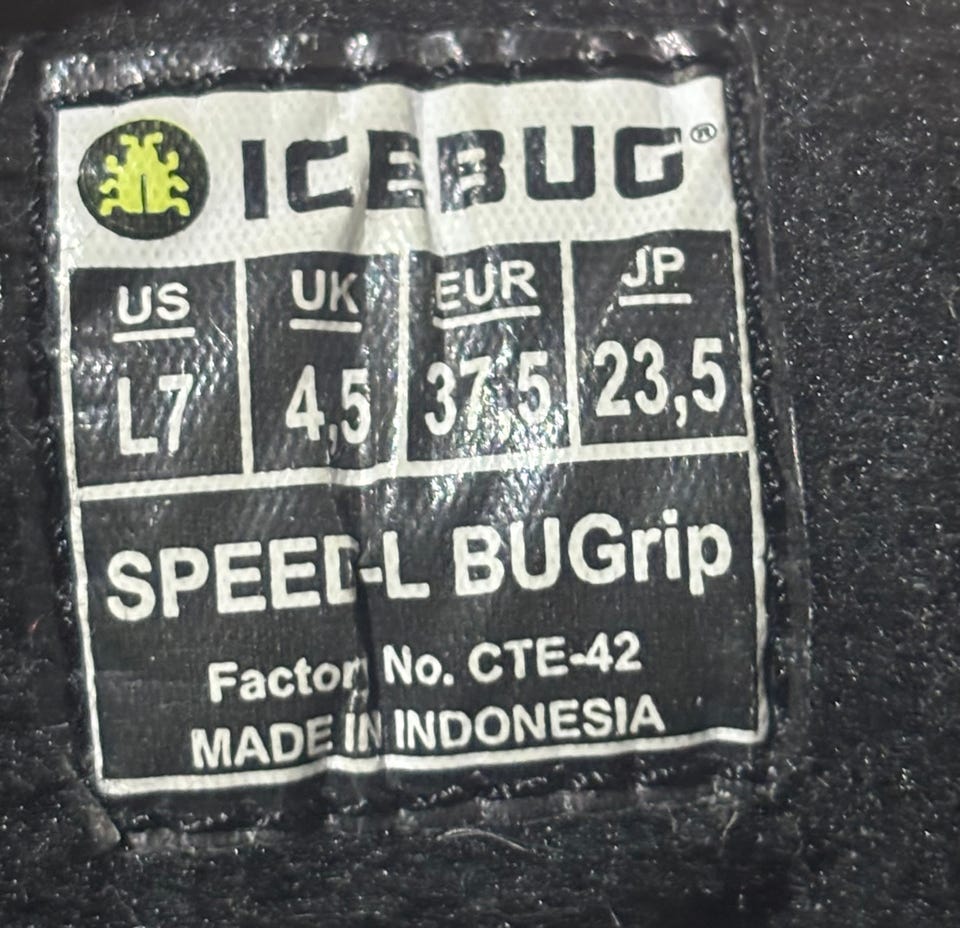 ICEBUG®
US UK EUR JP
L7 4,5 37,5 23,5
SPEED-L BUGrip
Factory No. CTE-42
MADE IN INDONESIA